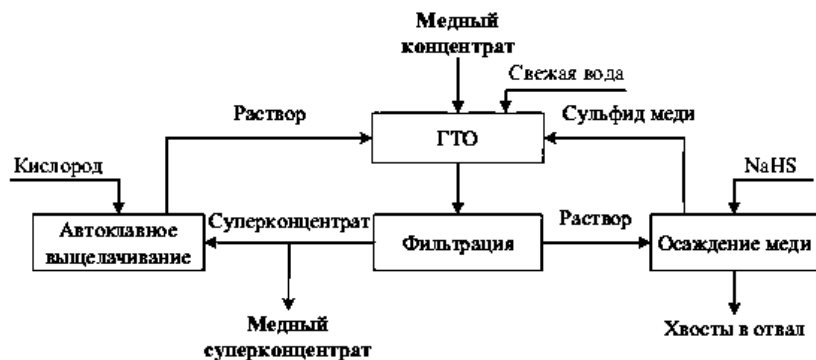 Медный
концентрат
Свежая вода
Раствор
Сульфид меди
ГТО
Кислород
NaHS
Автоклавное
выщелачивание
Суперконцентрат
Фильтрация
Раствор
Осаждение меди
Медный
суперконцентрат
Хвосты в отвал